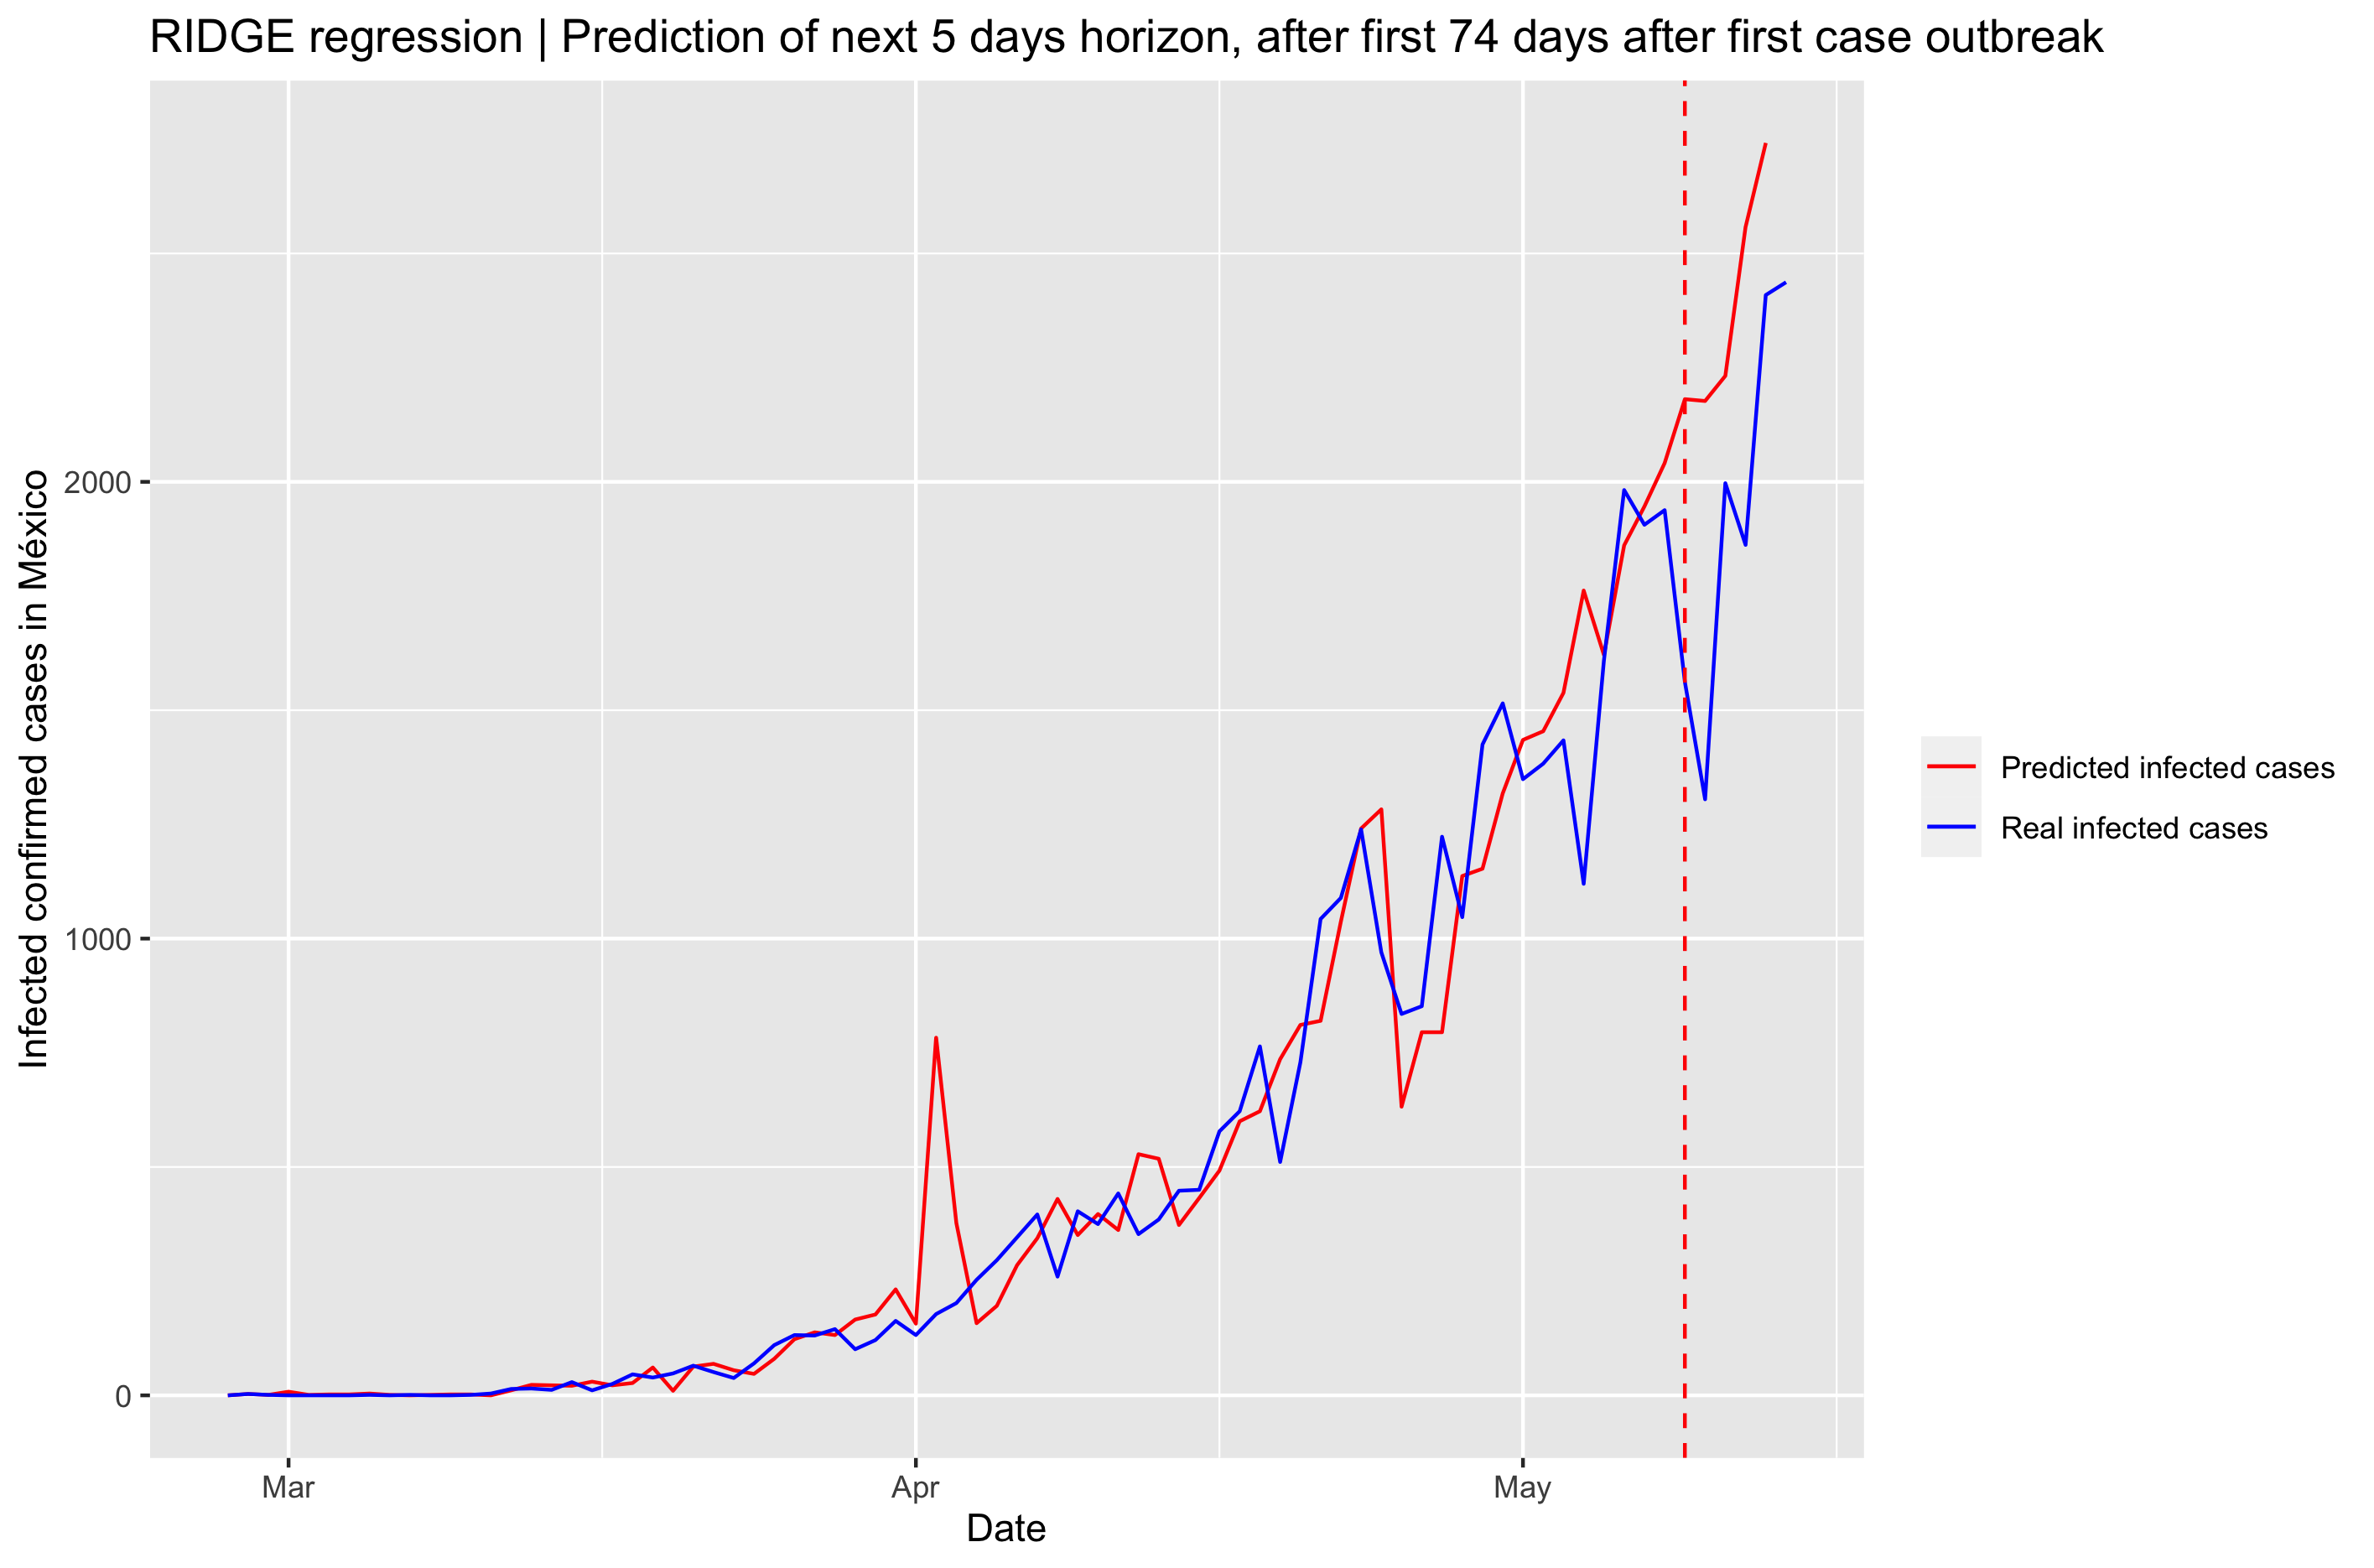 RIDGE regression | Prediction of next 5 days horizon, after first 74 days after first case outbreak
Infected confirmed cases in México
2000
1000
0
Mar
Apr
May
Date
Predicted infected cases
Real infected cases